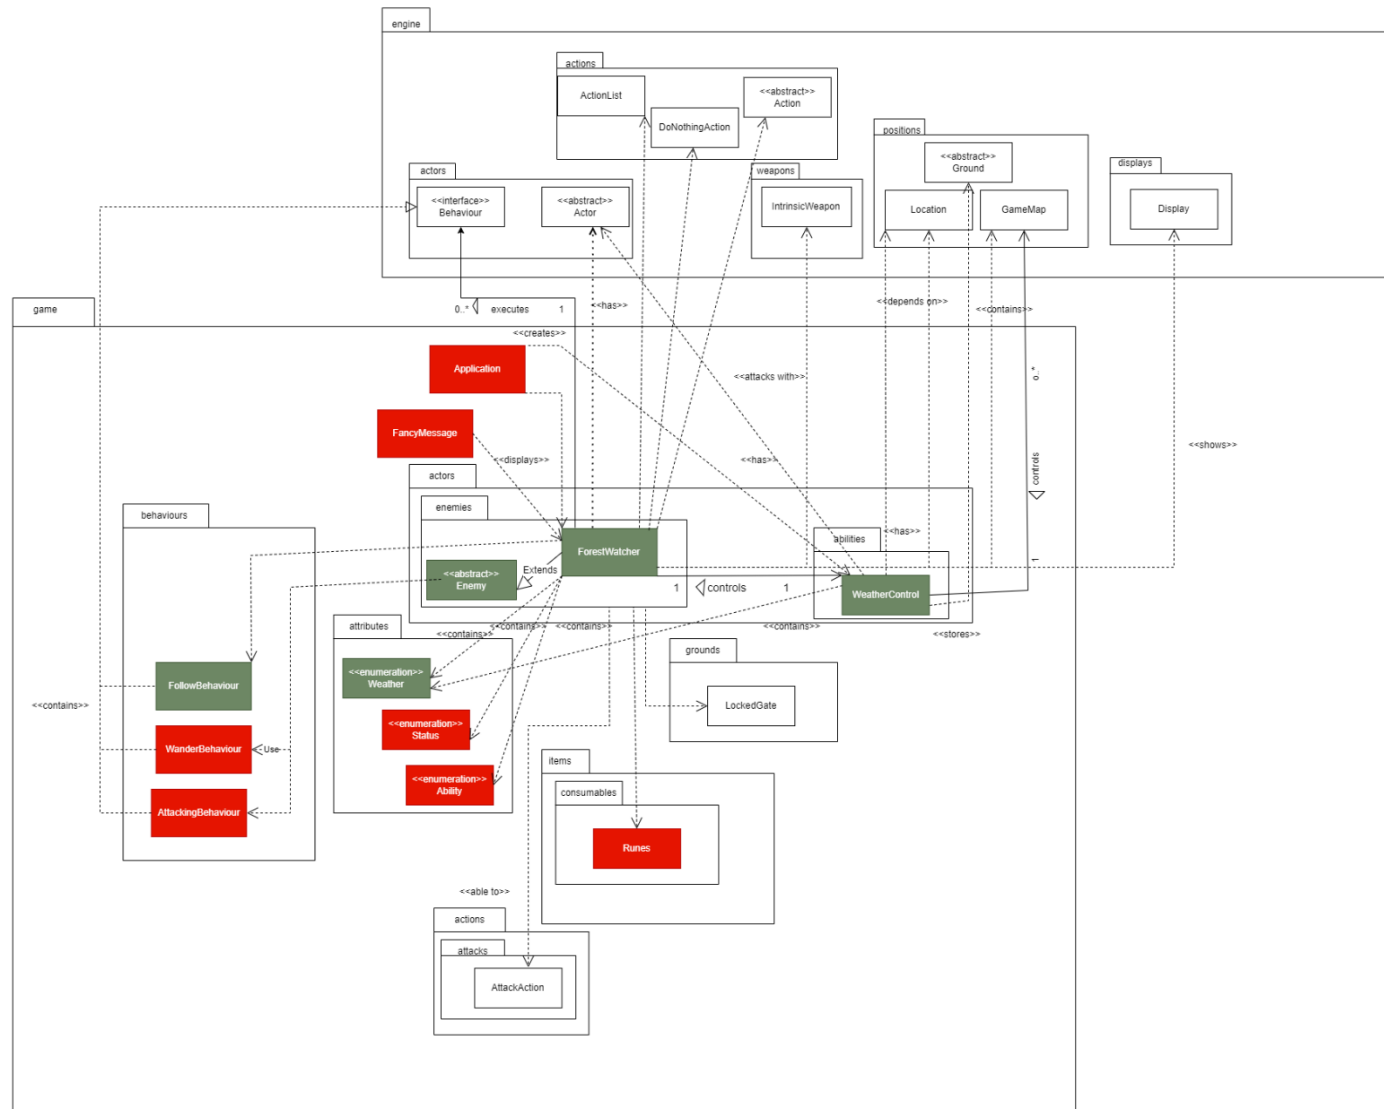 engine
actions
ActionList
<<abstract>>
Action
DoNothingAction
positions
<<abstract>>
Ground
Location
GameMap
displays
Display
actors
<<interface>>
Behaviour
<<abstract>>
Actor
weapons
IntrinsicWeapon
game
0..*
executes
1
<<has>>
<<depends on>>
<<contains>>
<<creates>>
Application
<<attacks with>>
0..*
FancyMessage
<<displays>>
<<has>>
<<shows>>
controls
actors
enemies
behaviours
ForestWatcher
abilities
<<has>>
<<abstract>>
Enemy
Extends
1
controls
1
WeatherControl
1
attributes
<<contains>>
<<contains>>
<<contains>>
<<contains>>
<<stores>>
grounds
<<enumeration>>
Weather
FollowBehaviour
LockedGate
<<contains>>
<<enumeration>>
Status
WanderBehaviour
Use
items
<<enumeration>>
Ability
consumables
AttackingBehaviour
Runes
<<able to>>
actions
attacks
AttackAction